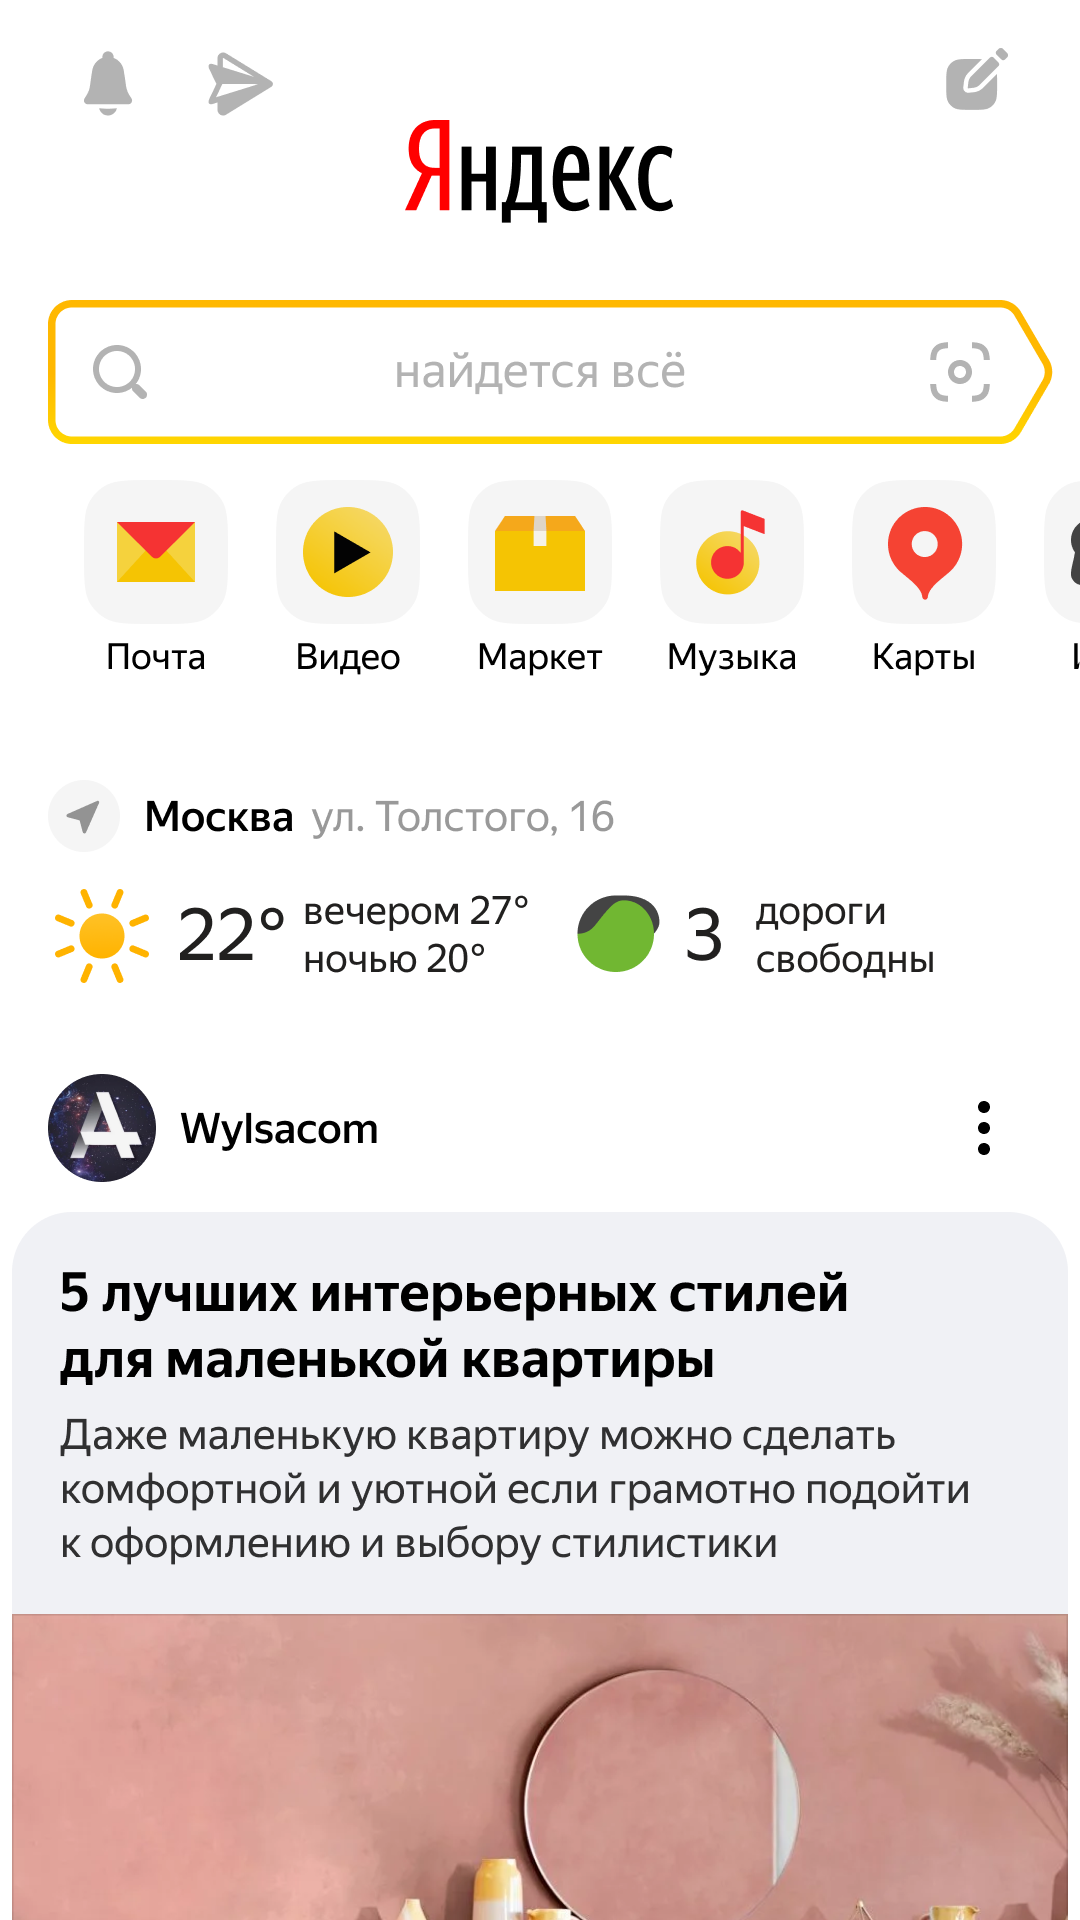 Яндекс
найдется всё
Почта
Видео
Маркет
Музыка
Карты
Москва ул. Толстого, 16
22° вечером 27°
ночью 20°
3 дороги
свободны
Wylsacom
5 лучших интерьерных стилей
для маленькой квартиры
Даже маленькую квартиру можно сделать
комфортной и уютной если грамотно подойти
к оформлению и выбору стилистики